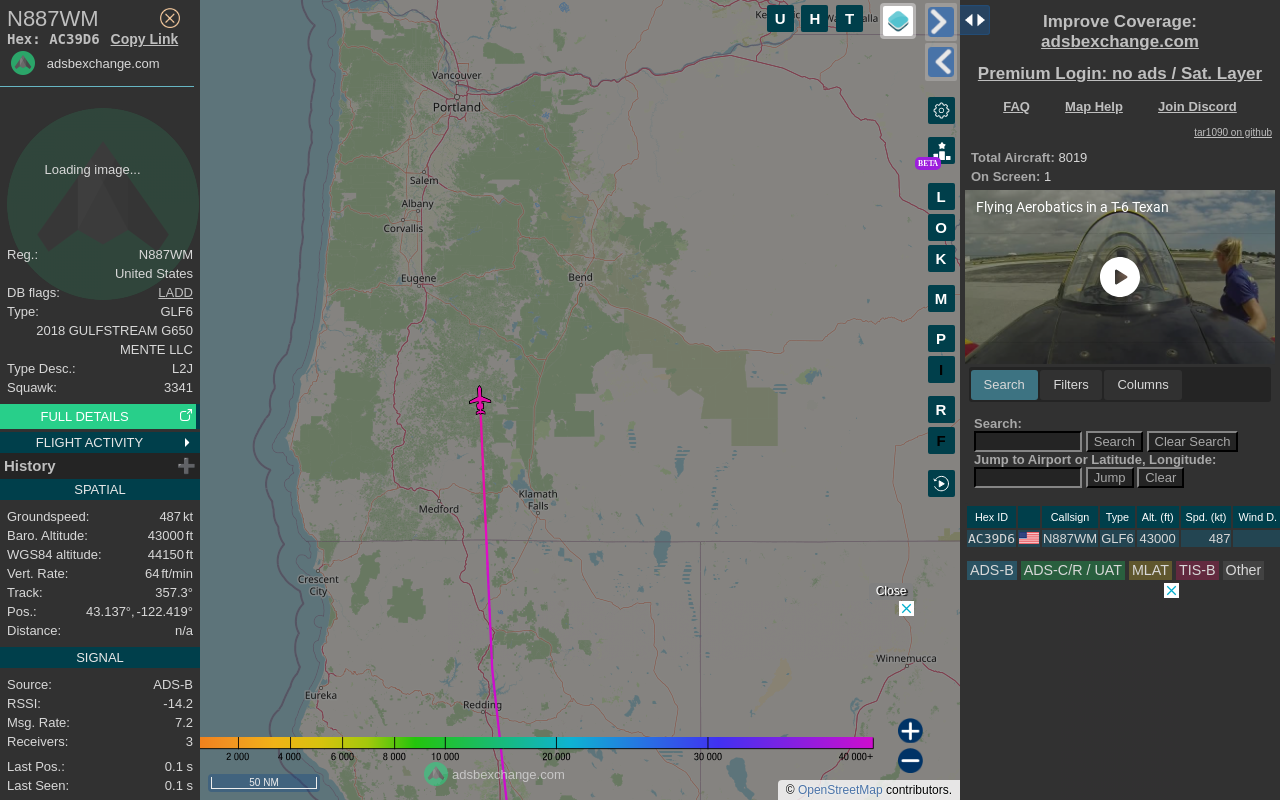 N887WM
Hex: AC39D6 Copy Link
adsbexchange.com
Loading image...
Reg.: N887WM
United States
DB flags: LADD
Type: GLF6
2018 GULFSTREAM G650
MENTE LLC
Type Desc.: L2J
Squawk: 3341
FULL DETAILS
FLIGHT ACTIVITY
History
SPATIAL
Groundspeed: 487 kt
Baro. Altitude: 43000 ft
WGS84 altitude: 44150 ft
Vert. Rate: 64 ft/min
Track: 357.3°
Pos.: 43.137°, -122.419°
Distance: n/a
SIGNAL
Source: ADS-B
RSSI: -14.2
Msg. Rate: 7.2
Receivers: 3
Last Pos.: 0.1 s
Last Seen: 0.1 s
U H T
Vancouver
Portland
Salem
Albany
Corvallis
Eugene
Bend
Medford
Klamath
Falls
Crescent
City
Eureka
Redding
Winnemucca
BETA
L
O
K
M
P
I
R
F
Close
2 000 4 000 6 000 8 000 10 000 20 000 30 000 40 000+
adsbexchange.com
50 NM
© OpenStreetMap contributors.
Improve Coverage:
adsbexchange.com
Premium Login: no ads / Sat. Layer
FAQ Map Help Join Discord
tar1090 on github
Total Aircraft: 8019
On Screen: 1
Flying Aerobatics in a T-6 Texan
Search Filters Columns
Search:
Search Clear Search
Jump to Airport or Latitude, Longitude:
Jump Clear
Hex ID Callsign Type Alt. (ft) Spd. (kt) Wind D.
AC39D6 N887WM GLF6 43000 487
ADS-B ADS-C/R / UAT MLAT TIS-B Other